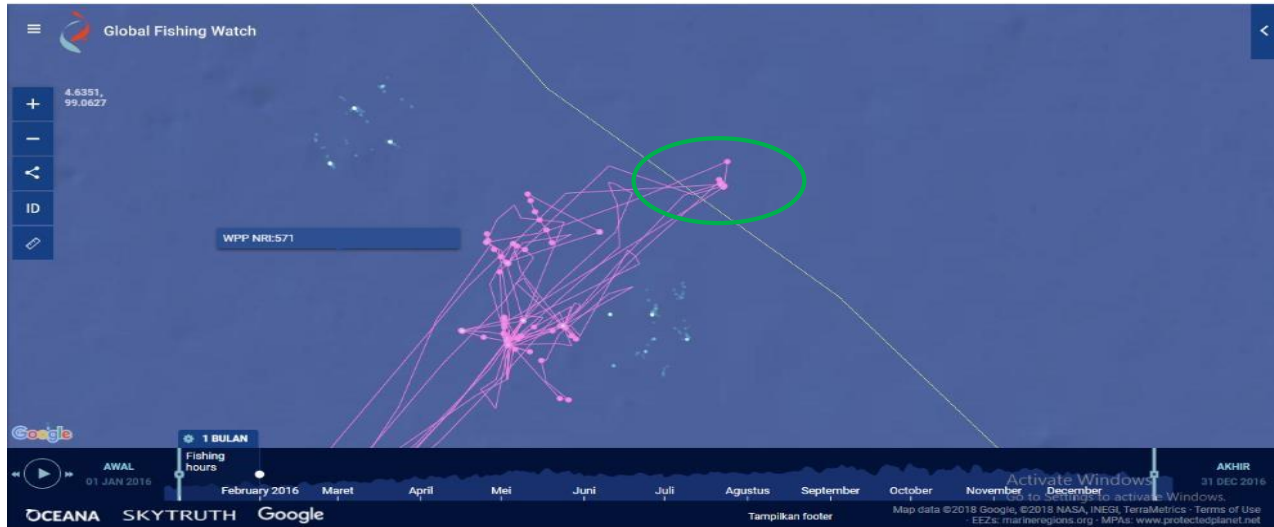 Global Fishing Watch
4.6351,
99.0627
ID
WPP NRI:571
Google
1 BULAN
Fishing
hours
AWAL
01 JAN 2016
February 2016 Maret April Mei Juni Juli Agustus September October November December
AKHIR
31 DEC 2016
Activate Windows
Go to Settings to activate Windows.
OCEANA SKYTRUTH Google
Tampilkan footer
Map data ©2018 Google, ©2018 NASA, INEGI, TerraMetrics - Terms of Use
- EEZs: marineregions.org - MPAs: www.protectedplanet.net